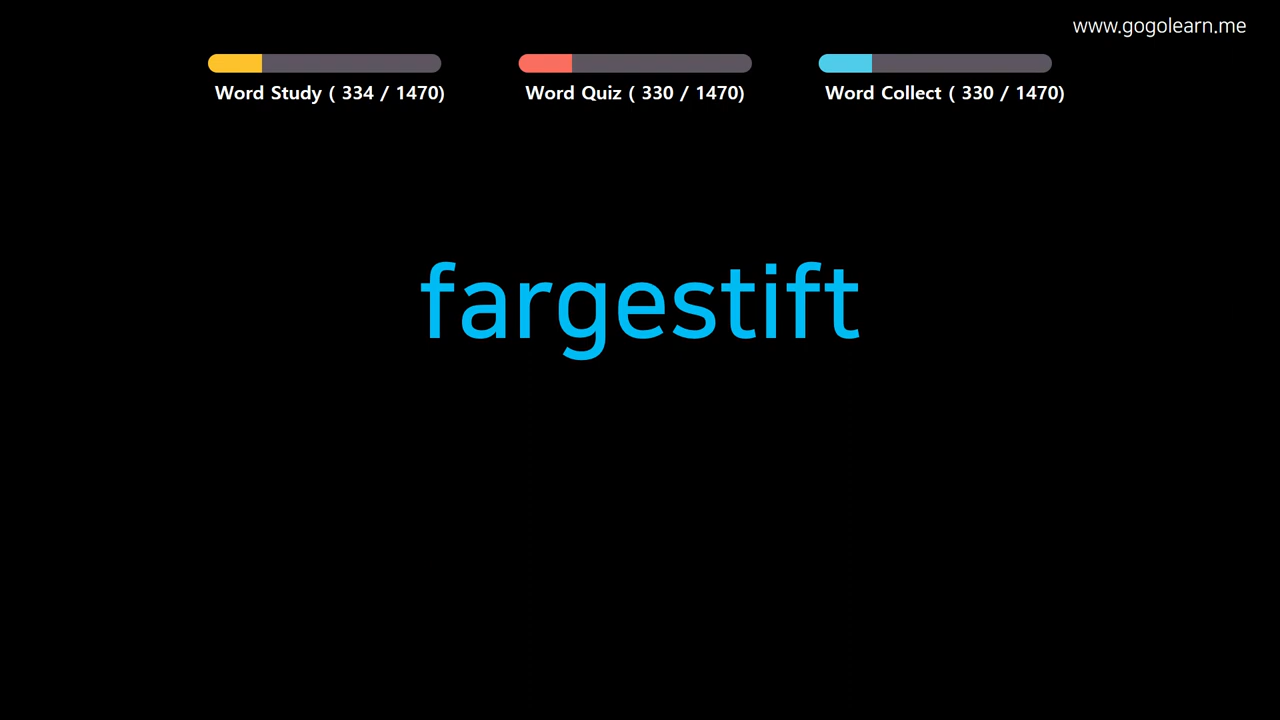 www.gogolearn.me
Word Study ( 334 / 1470)
Word Quiz ( 330 / 1470)
Word Collect ( 330 / 1470)
fargestift